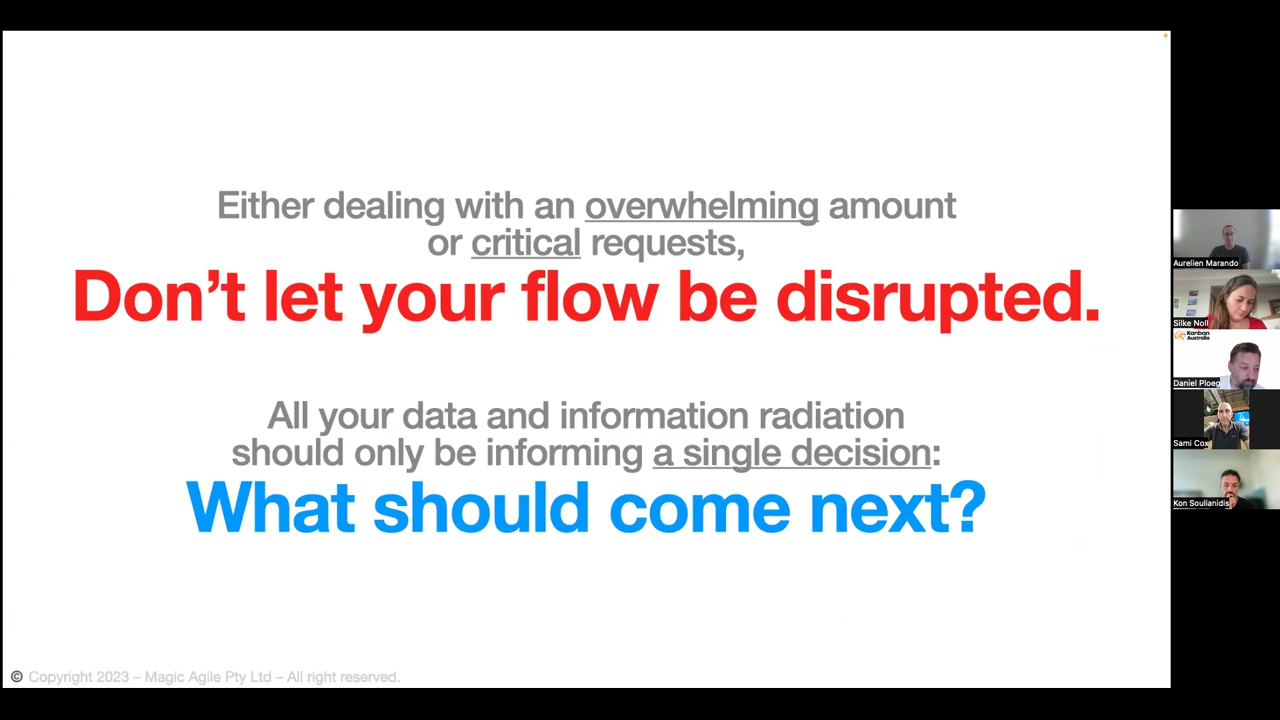 Either dealing with an overwhelming amount
or critical requests,
Don’t let your flow be disrupted.
All your data and information radiation
should only be informing a single decision:
What should come next?
© Copyright 2023 – Magic Agile Pty Ltd – All right reserved.
Aurelien Marando
Silke Noll
Kanban
Australia
Daniel Ploeg
Sami Cox
Kon Soulianidis